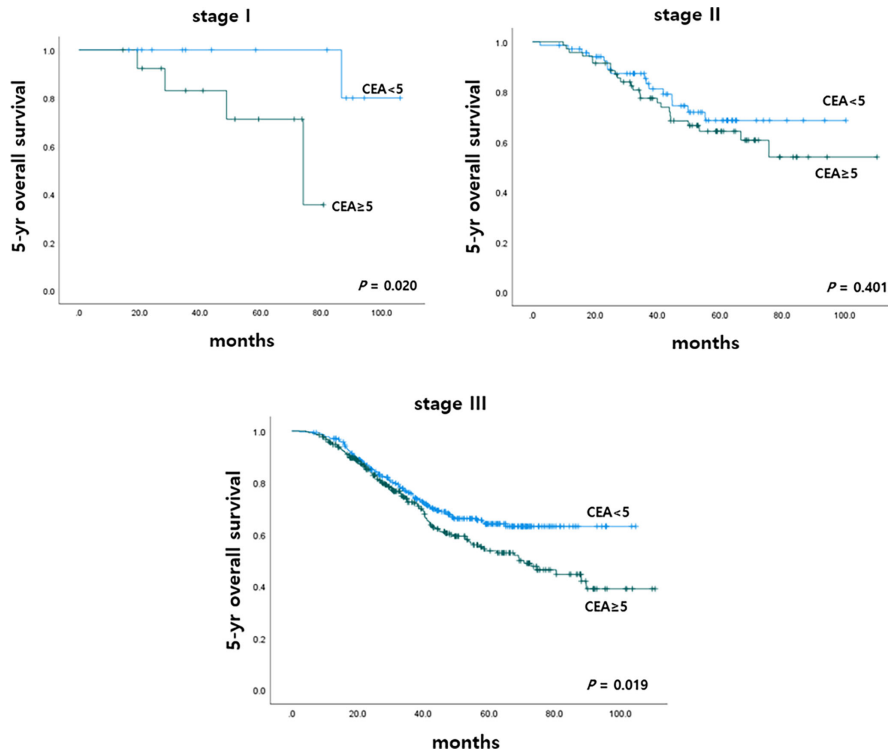 stage I
5-yr overall survival
1.0
0.8
0.6
0.4
0.2
0.0
CEA<5
CEA≥5
P = 0.020
.0 20.0 40.0 60.0 80.0 100.0
months
stage II
5-yr overall survival
1.0
0.8
0.6
0.4
0.2
0.0
CEA<5
CEA≥5
P = 0.401
.0 20.0 40.0 60.0 80.0 100.0
months
stage III
5-yr overall survival
1.0
0.8
0.6
0.4
0.2
0.0
CEA<5
CEA≥5
P = 0.019
.0 20.0 40.0 60.0 80.0 100.0
months